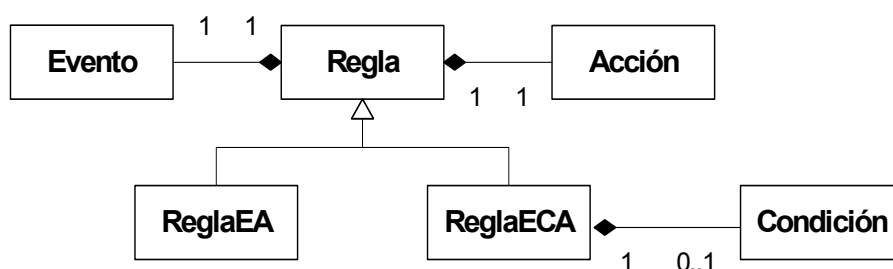 1 1
Evento Regla Acción
1 1
ReglaEA ReglaECA Condición
1 0..1